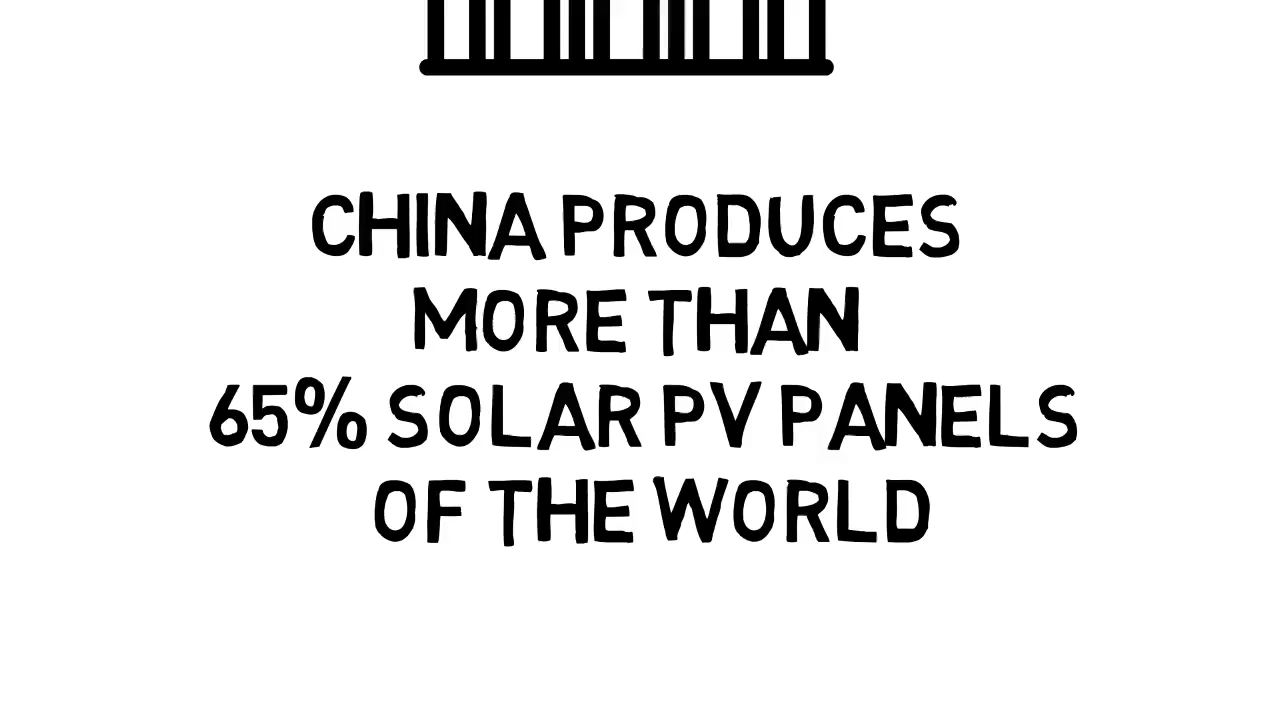 CHINA PRODUCES
MORE THAN
65% SOLAR PV PANELS
OF THE WORLD